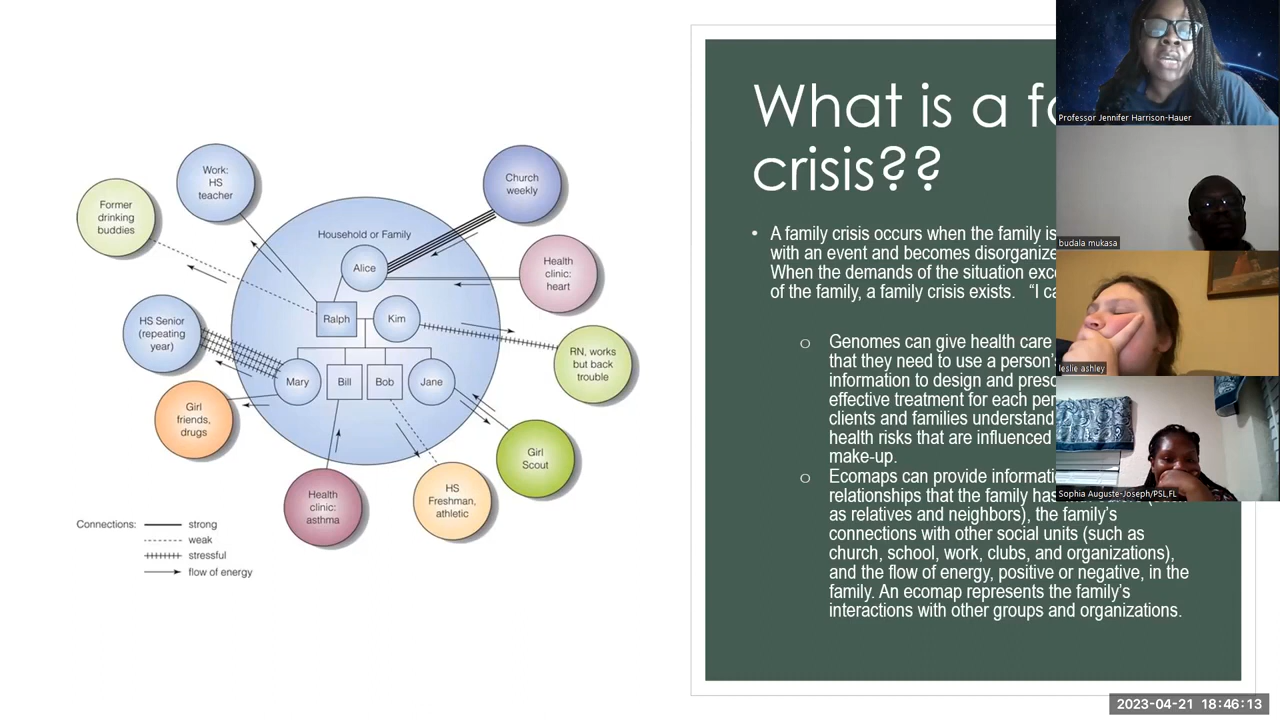 Work:
HS
teacher
Church
weekly
Former
drinking
buddies
Household or Family
Alice
Health
clinic:
heart
Ralph
Kim
HS Senior
(repeating
year)
RN, works
but back
trouble
Mary
Bill
Bob
Jane
Girl
friends,
drugs
Girl
Scout
Health
clinic:
asthma
HS
Freshman,
athletic
Connections:
strong
weak
stressful
flow of energy
What is a
crisis??
• A family crisis occurs when the family is
with an event and becomes
When the demands of the situation
of the family, a family crisis exists. “I
o Genomes can give health care
that they need to use a person’s
information to design and
effective treatment for each
clients and families understand
health risks that are influenced
make-up.
o Ecomaps can provide
relationships that the family has
as relatives and neighbors), the family’s
connections with other social units (such as
church, school, work, clubs, and organizations),
and the flow of energy, positive or negative, in the
family. An ecomap represents the family’s
interactions with other groups and organizations.
Professor Jennifer Harrison-Hauer
budala mukasa
leslie ashley
Sophia Auguste-Joseph/PSL,FL
2023-04-21 18:46:13